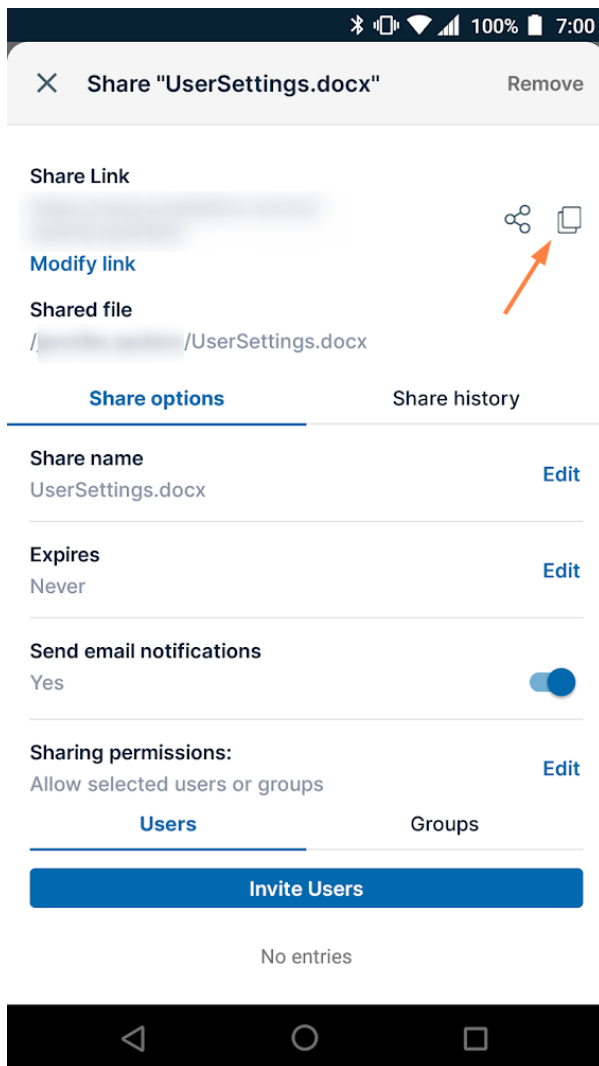 100% 7:00
Share "UserSettings.docx" Remove
Share Link
Modify link
Shared file
/ /UserSettings.docx
Share options Share history
Share name
UserSettings.docx
Edit
Expires
Never
Edit
Send email notifications
Yes
Sharing permissions:
Allow selected users or groups
Edit
Users Groups
Invite Users
No entries